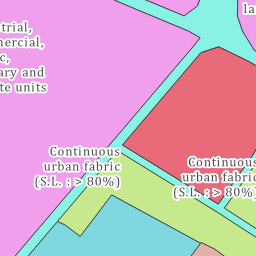 la
trial,
mercial,
c,
ary and
te units
Continuous
urban fabric
(S.L. : > 80%)
Continuous
urban fabric
(S.L. : > 80%)